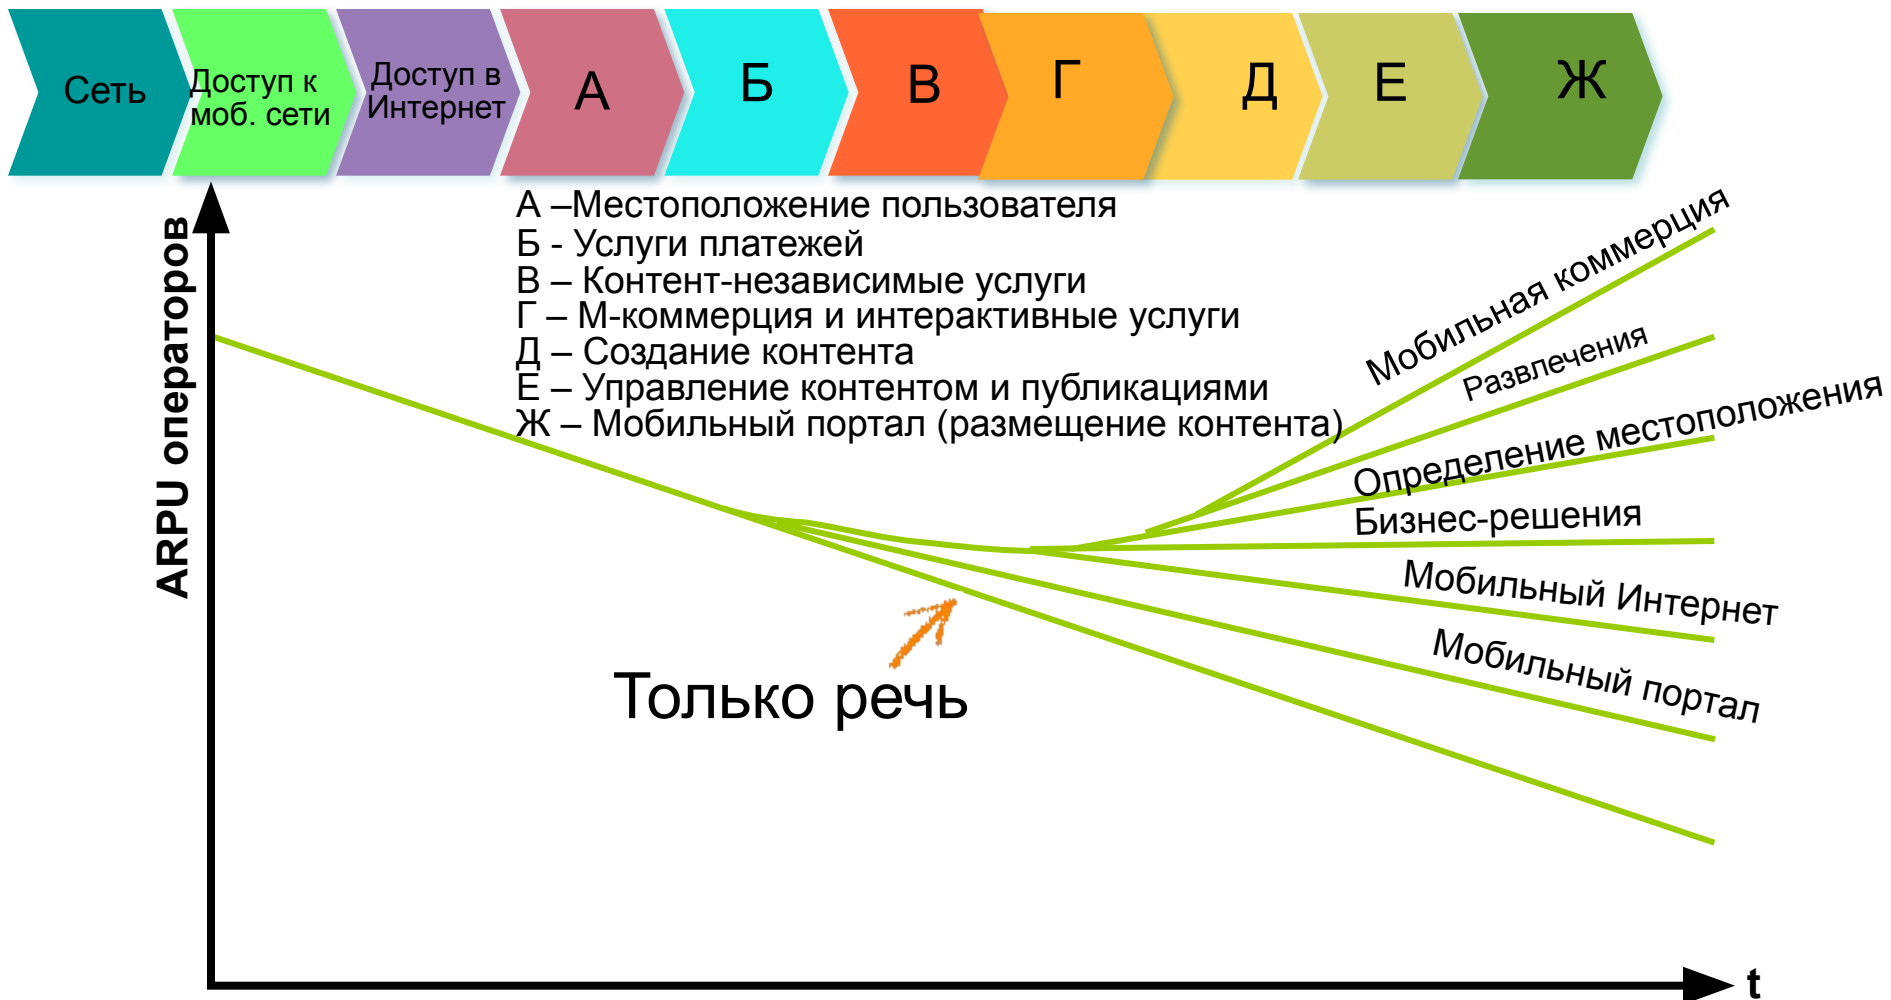 Сеть
Доступ к
моб. сети
Доступ в
Интернет
А
Б
В
Г
Д
Е
Ж
А –Местоположение пользователя
Б - Услуги платежей
В – Контент-независимые услуги
Г – М-коммерция и интерактивные услуги
Д – Создание контента
Е – Управление контентом и публикациями
Ж – Мобильный портал (размещение контента)
ARPU операторов
Мобильная коммерция
Развлечения
Определение местоположения
Бизнес-решения
Мобильный Интернет
Мобильный портал
Только речь
t